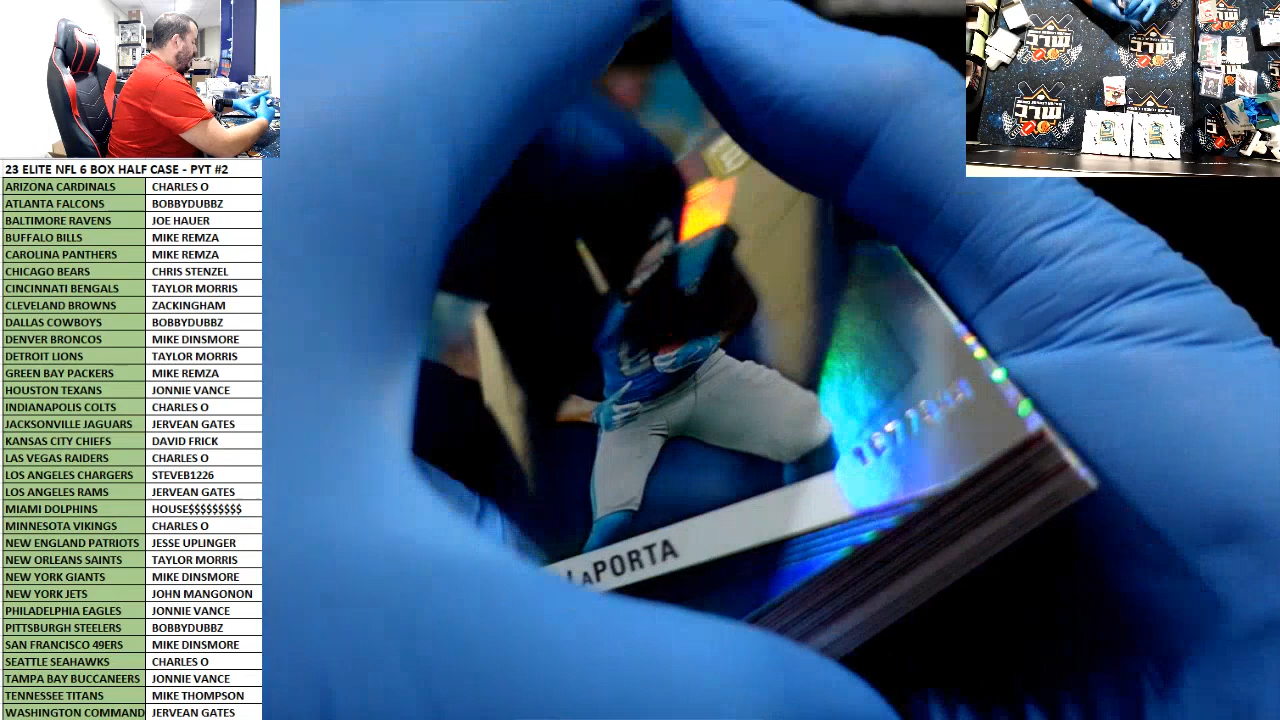 23 ELITE NFL 6 BOX HALF CASE - PYT #2
ARIZONA CARDINALS CHARLES O
ATLANTA FALCONS BOBBYDUBBZ
BALTIMORE RAVENS JOE HAUER
BUFFALO BILLS MIKE REMZA
CAROLINA PANTHERS MIKE REMZA
CHICAGO BEARS CHRIS STENZEL
CINCINNATI BENGALS TAYLOR MORRIS
CLEVELAND BROWNS ZACKINGHAM
DALLAS COWBOYS BOBBYDUBBZ
DENVER BRONCOS MIKE DINSMORE
DETROIT LIONS TAYLOR MORRIS
GREEN BAY PACKERS MIKE REMZA
HOUSTON TEXANS JONNIE VANCE
INDIANAPOLIS COLTS CHARLES O
JACKSONVILLE JAGUARS JERVEAN GATES
KANSAS CITY CHIEFS DAVID FRICK
LAS VEGAS RAIDERS CHARLES O
LOS ANGELES CHARGERS STEVEB1226
LOS ANGELES RAMS JERVEAN GATES
MIAMI DOLPHINS HOUSE$$$$$$$$$
MINNESOTA VIKINGS CHARLES O
NEW ENGLAND PATRIOTS JESSE UPLINGER
NEW ORLEANS SAINTS TAYLOR MORRIS
NEW YORK GIANTS MIKE DINSMORE
NEW YORK JETS JOHN MANGONON
PHILADELPHIA EAGLES JONNIE VANCE
PITTSBURGH STEELERS BOBBYDUBBZ
SAN FRANCISCO 49ERS MIKE DINSMORE
SEATTLE SEAHAWKS CHARLES O
TAMPA BAY BUCCANEERS JONNIE VANCE
TENNESSEE TITANS MIKE THOMPSON
WASHINGTON COMMAND JERVEAN GATES
LAPORTA